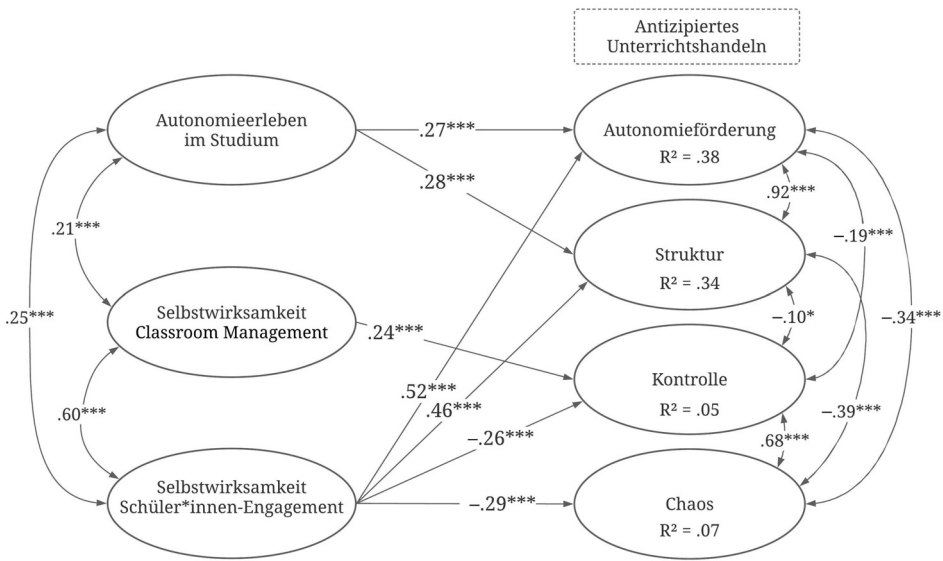 Antizipiertes
Unterrichtshandeln
Autonomieerleben
im Studium
.27***
Autonomieförderung
R² = .38
.28***
.92***
.21***
–.19***
Struktur
R² = .34
Selbstwirksamkeit
Classroom Management
.25***
.24***
–.10*
–.34***
Kontrolle
R² = .05
.52***
.46***
–.39***
.60***
–.26***
.68***
Selbstwirksamkeit
Schüler*innen-Engagement
–.29***
Chaos
R² = .07